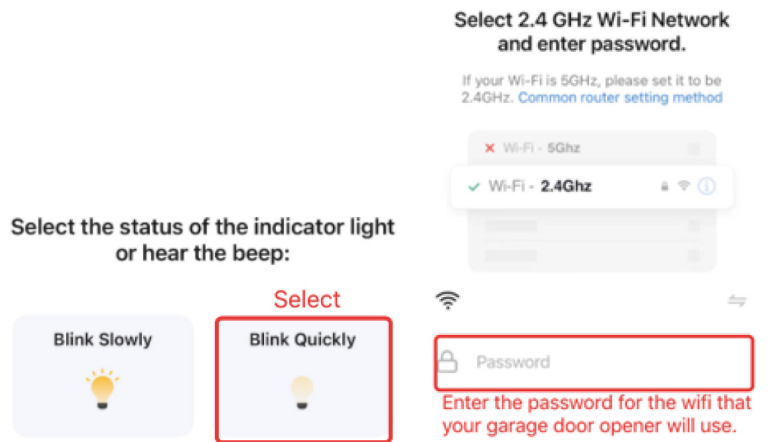 Select the status of the indicator light
or hear the beep:
Select
Blink Slowly
Blink Quickly
Select 2.4 GHz Wi-Fi Network
and enter password.
If your Wi-Fi is 5GHz, please set it to be
2.4GHz. Common router setting method
Wi-Fi - 5Ghz
Wi-Fi - 2.4Ghz
Password
Enter the password for the wifi that
your garage door opener will use.